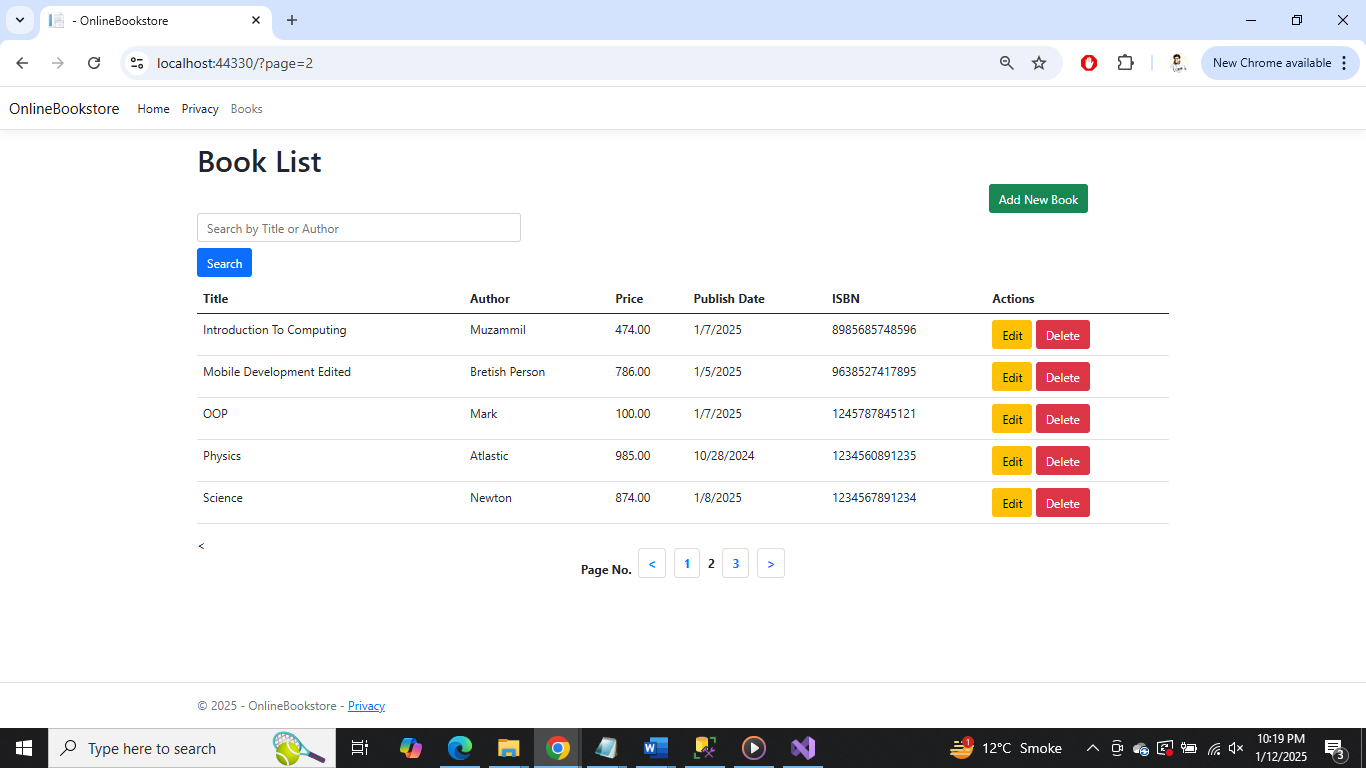 - OnlineBookstore
localhost:44330/?page=2
New Chrome available
OnlineBookstore Home Privacy Books
Book List
Add New Book
Search by Title or Author
Search
Title Author Price Publish Date ISBN Actions
Introduction To Computing Muzammil 474.00 1/7/2025 8985685748596 Edit Delete
Mobile Development Edited Bretish Person 786.00 1/5/2025 9638527417895 Edit Delete
OOP Mark 100.00 1/7/2025 1245787845121 Edit Delete
Physics Atlastic 985.00 10/28/2024 1234560891235 Edit Delete
Science Newton 874.00 1/8/2025 1234567891234 Edit Delete
<
Page No. < 1 2 3 >
© 2025 - OnlineBookstore - Privacy
Type here to search
1
12°C Smoke
10:19 PM
1/12/2025
3